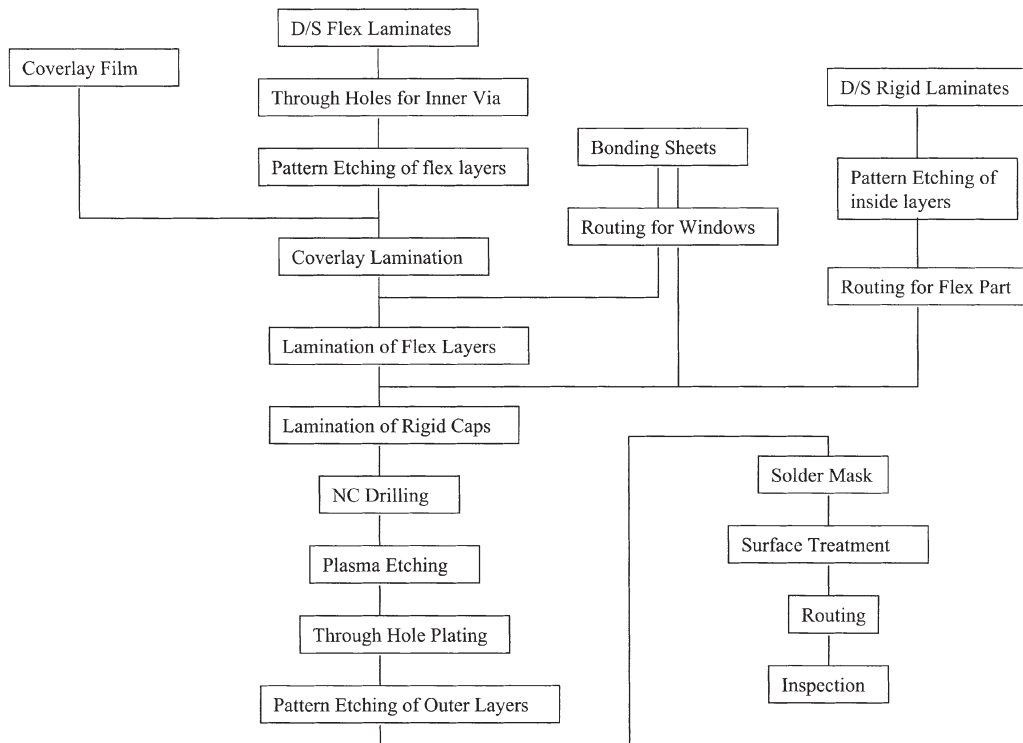 D/S Flex Laminates
Coverlay Film
D/S Rigid Laminates
Through Holes for Inner Via
Bonding Sheets
Pattern Etching of flex layers
Pattern Etching of
inside layers
Routing for Windows
Coverlay Lamination
Routing for Flex Part
Lamination of Flex Layers
Lamination of Rigid Caps
NC Drilling
Plasma Etching
Through Hole Plating
Pattern Etching of Outer Layers
Solder Mask
Surface Treatment
Routing
Inspection